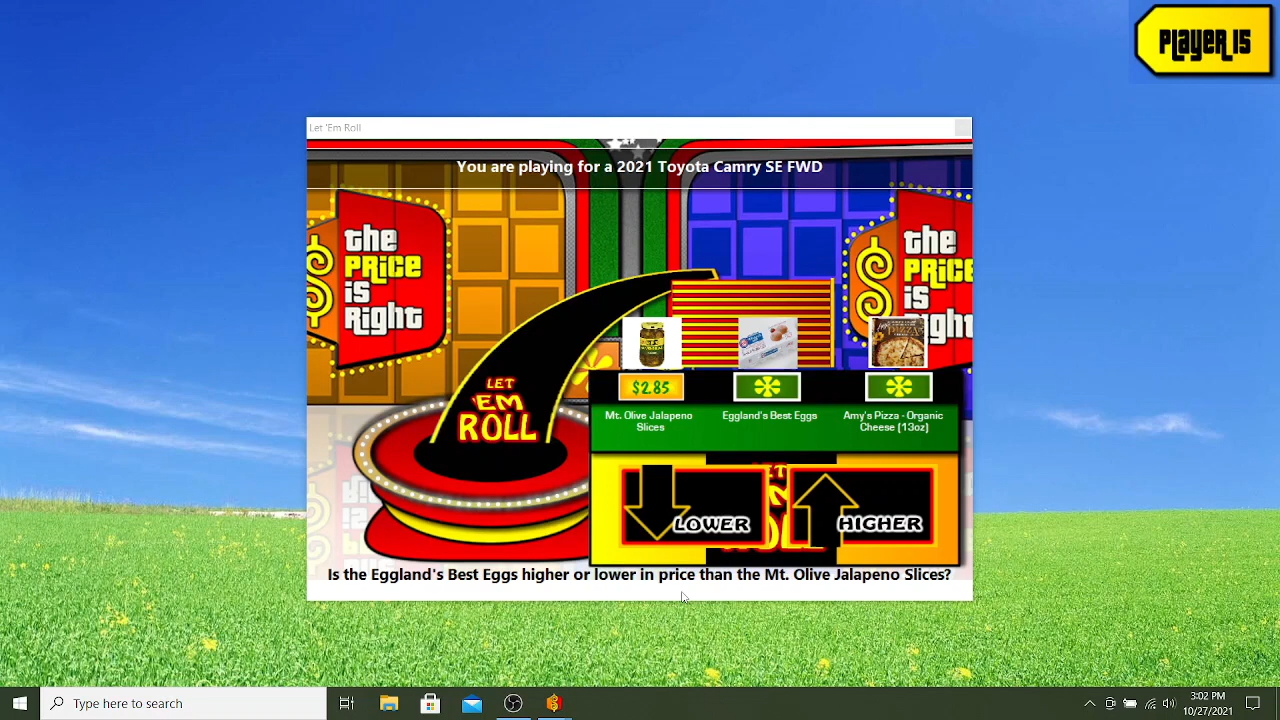 PLAYER 15
Let 'Em Roll
You are playing for a 2021 Toyota Camry SE FWD
the
PRICE
is
Right
the
PRICE
is
LET
'EM
ROLL
$2.85
Mt. Olive Jalapeno
Slices
Eggland's Best Eggs
Amy's Pizza - Organic
Cheese (13oz)
LOWER
HIGHER
Is the Eggland's Best Eggs higher or lower in price than the Mt. Olive Jalapeno Slices?
Type here to search
3:02 PM
10/27/2021